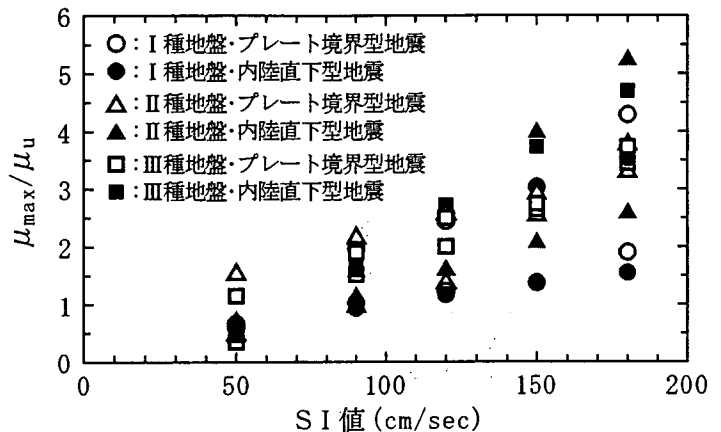 6
5
4
3
2
1
0
μmax/μu
○：Ⅰ種地盤・プレート境界型地震
●：Ⅰ種地盤・内陸直下型地震
△：Ⅱ種地盤・プレート境界型地震
▲：Ⅱ種地盤・内陸直下型地震
□：Ⅲ種地盤・プレート境界型地震
■：Ⅲ種地盤・内陸直下型地震
0 50 100 150 200
ＳＩ値(cm/sec)